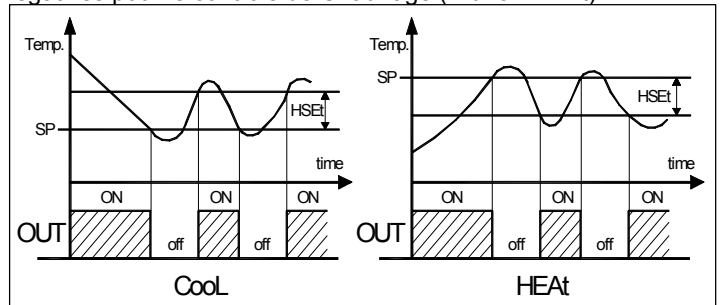 Temp.
HSEt
SP
time
ON ON ON
OUT
off off
CooL
Temp.
SP
HSEt
time
ON ON ON
OUT
off off
HEAt